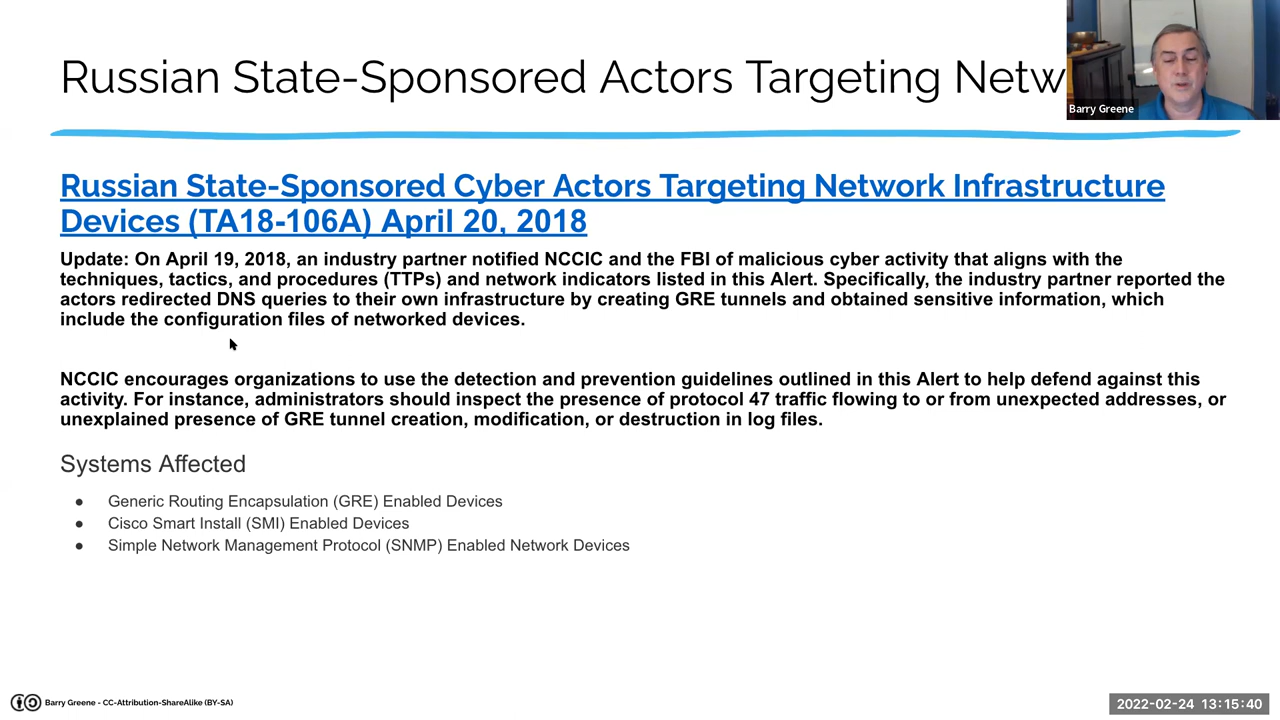 Russian State-Sponsored Actors Targeting Netw
Barry Greene
Russian State-Sponsored Cyber Actors Targeting Network Infrastructure
Devices (TA18-106A) April 20, 2018
Update: On April 19, 2018, an industry partner notified NCCIC and the FBI of malicious cyber activity that aligns with the
techniques, tactics, and procedures (TTPs) and network indicators listed in this Alert. Specifically, the industry partner reported the
actors redirected DNS queries to their own infrastructure by creating GRE tunnels and obtained sensitive information, which
include the configuration files of networked devices.
NCCIC encourages organizations to use the detection and prevention guidelines outlined in this Alert to help defend against this
activity. For instance, administrators should inspect the presence of protocol 47 traffic flowing to or from unexpected addresses, or
unexplained presence of GRE tunnel creation, modification, or destruction in log files.
Systems Affected
● Generic Routing Encapsulation (GRE) Enabled Devices
● Cisco Smart Install (SMI) Enabled Devices
● Simple Network Management Protocol (SNMP) Enabled Network Devices
Barry Greene - CC-Attribution-ShareAlike (BY-SA)
2022-02-24 13:15:40